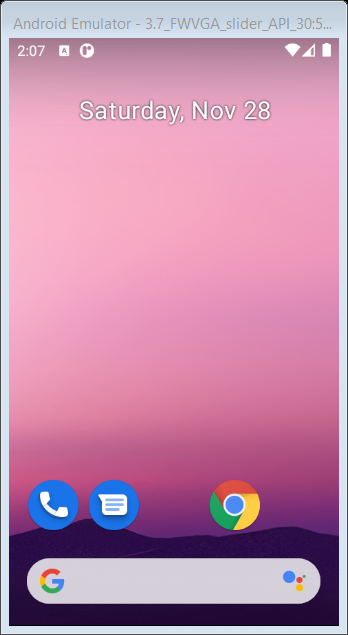 Android Emulator - 3.7_FWVGA_slider_API_30:5...
2:07
Saturday, Nov 28